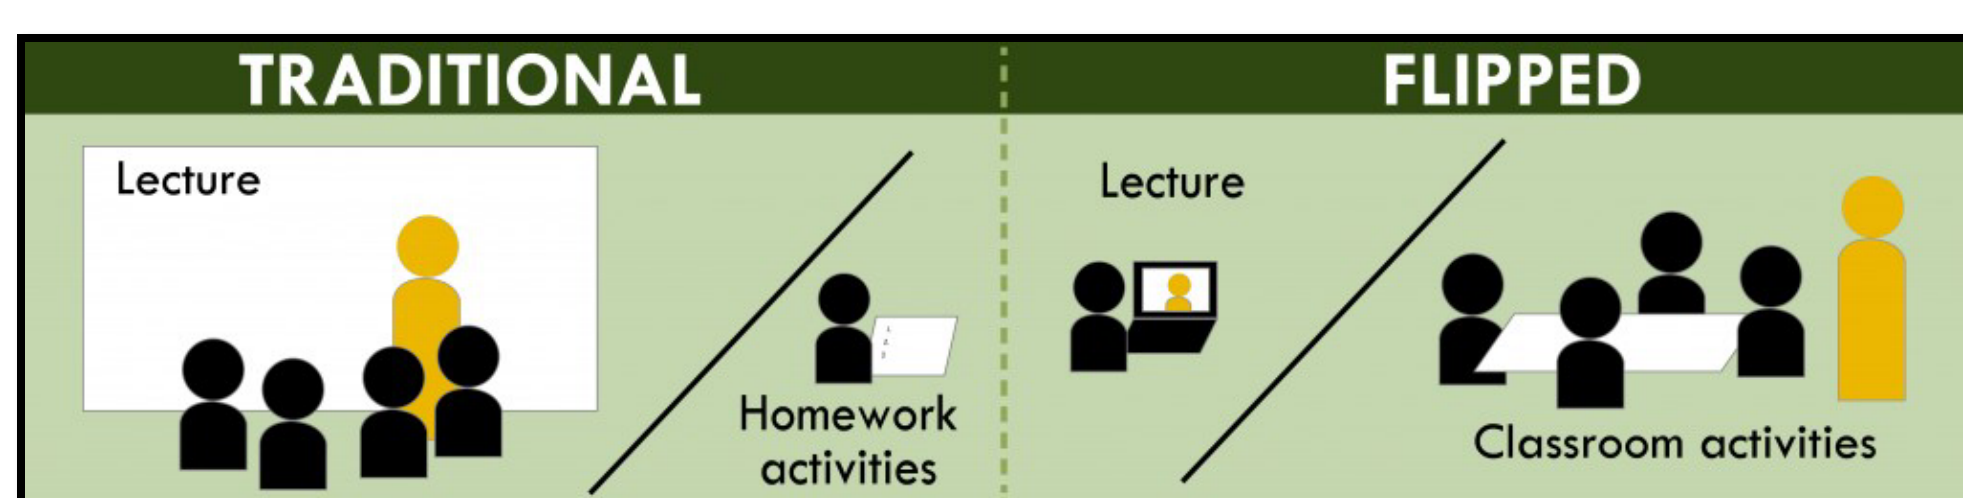 TRADITIONAL
Lecture
Homework
activities
FLIPPED
Lecture
Classroom activities